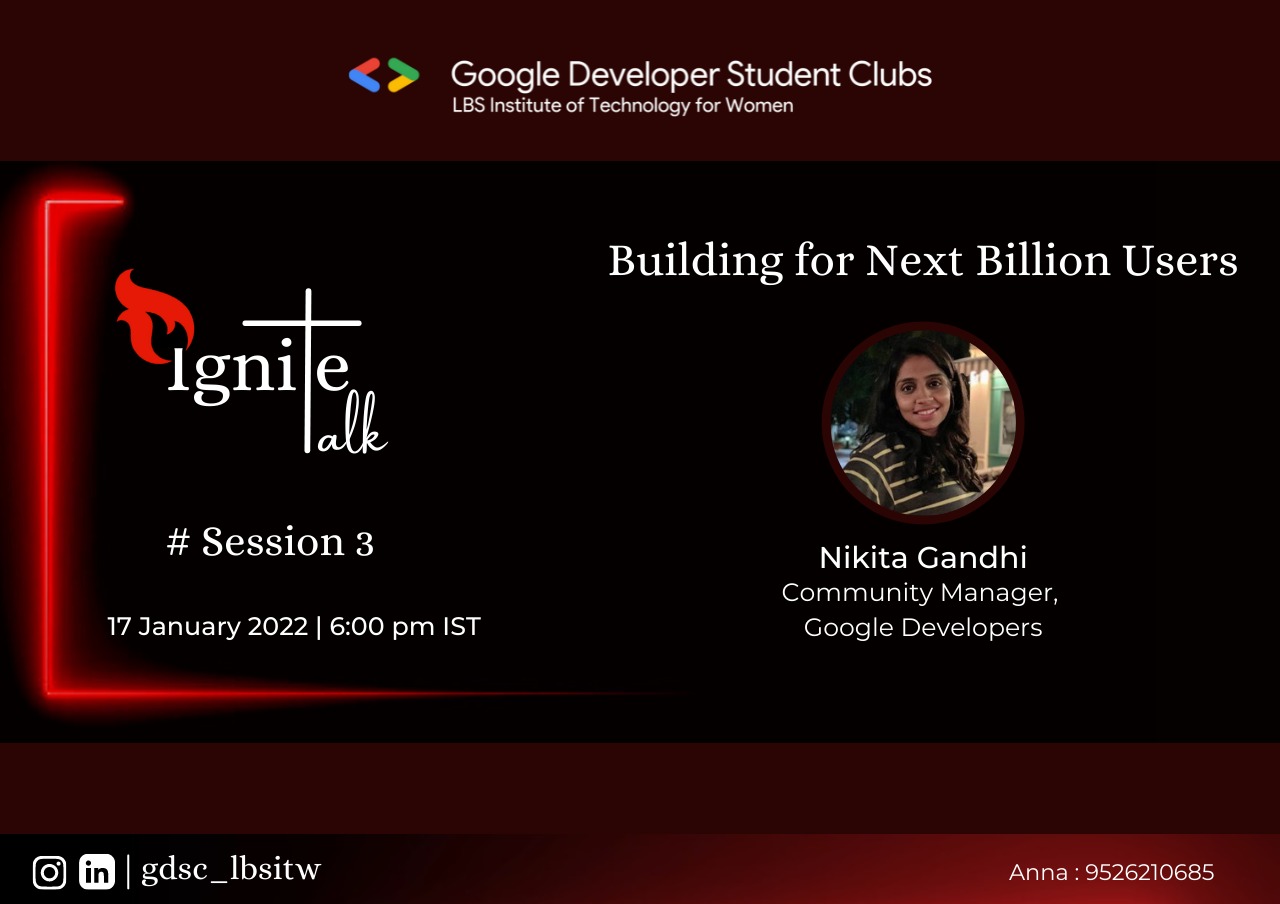 Google Developer Student Clubs
LBS Institute of Technology for Women
Ignite
Talk
# Session 3
17 January 2022 | 6:00 pm IST
Building for Next Billion Users
Nikita Gandhi
Community Manager,
Google Developers
in | gdsc_lbsitw
Anna : 9526210685